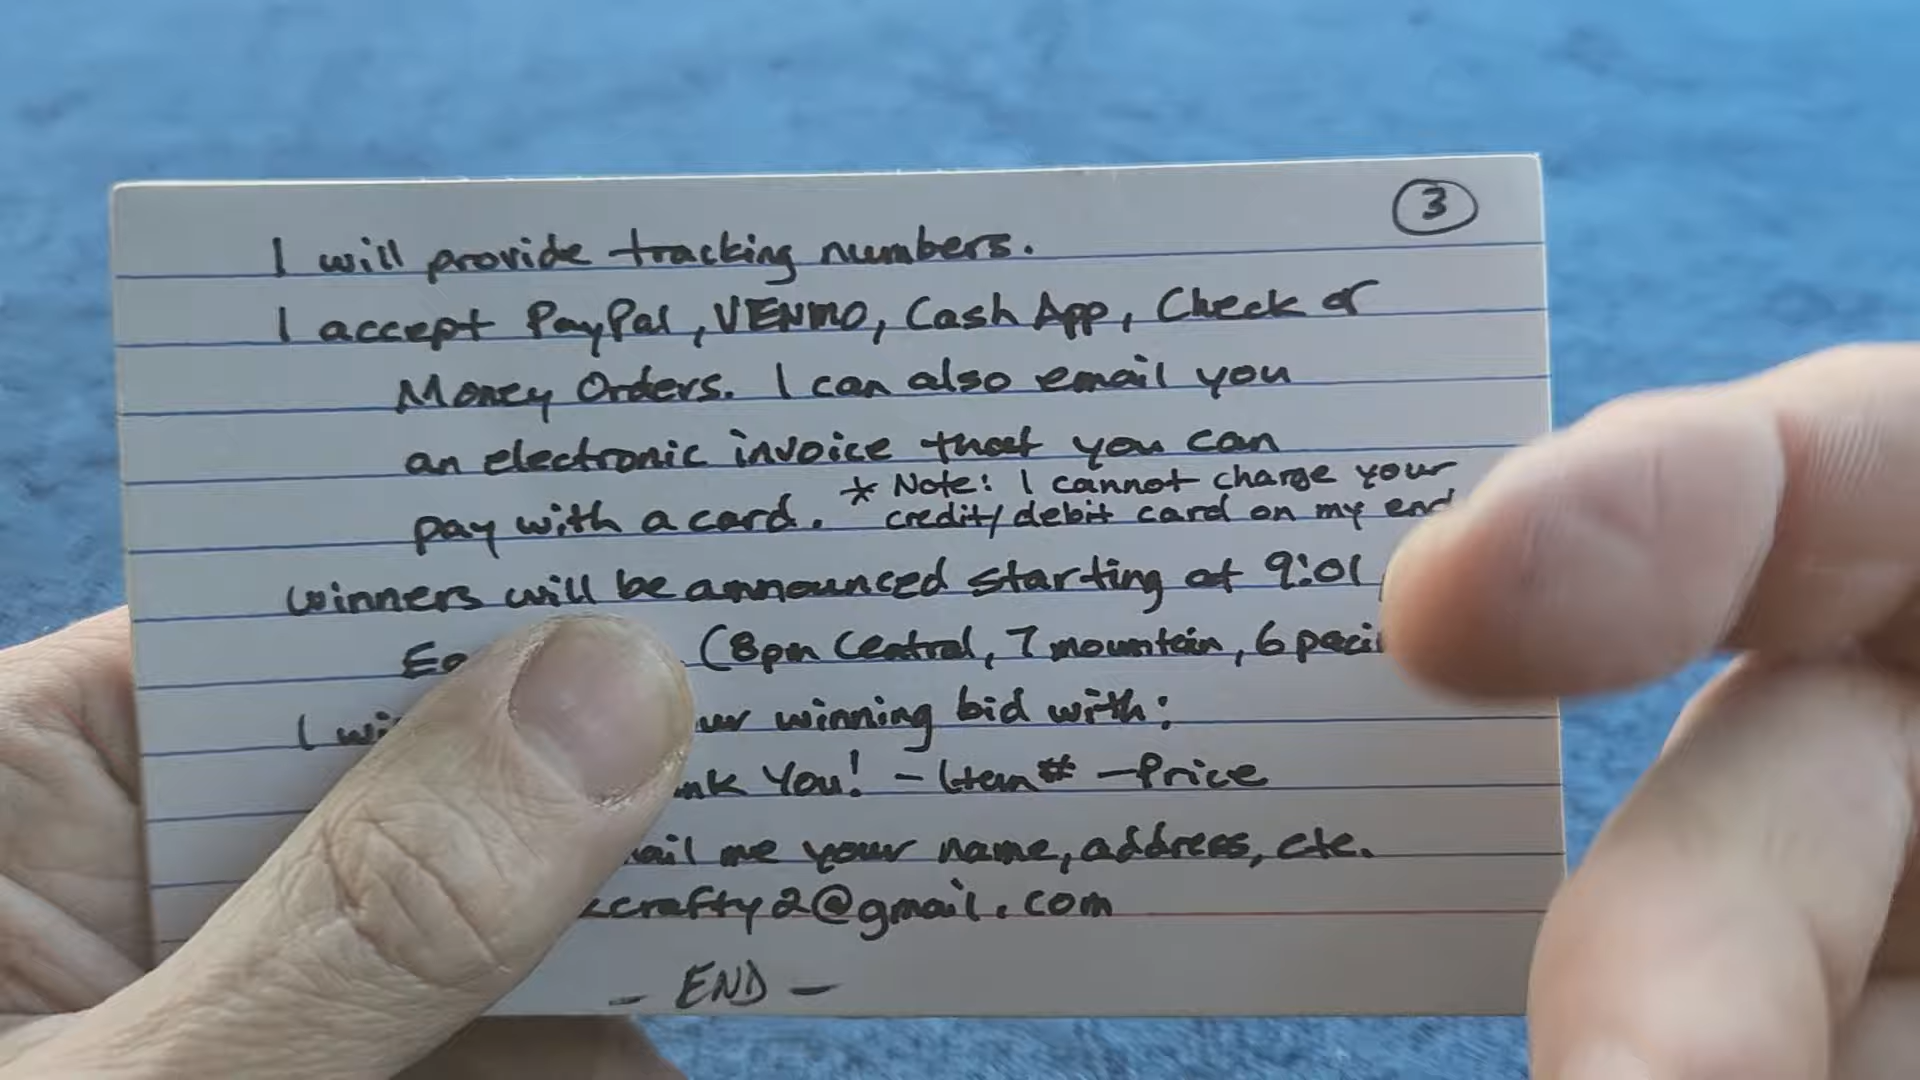 3
I will provide tracking numbers.
I accept PayPal, VENMO, Cash App, Check or
Money Orders. I can also email you
an electronic invoice that you can
pay with a card. * Note: I cannot charge your
credit/debit card on my end
Winners will be announced starting at 9:01
(8pm Central, 7 mountain, 6
I winning bid with:
You! - Item # - Price
me your name, address, etc.
crafty2@gmail.com
- END -